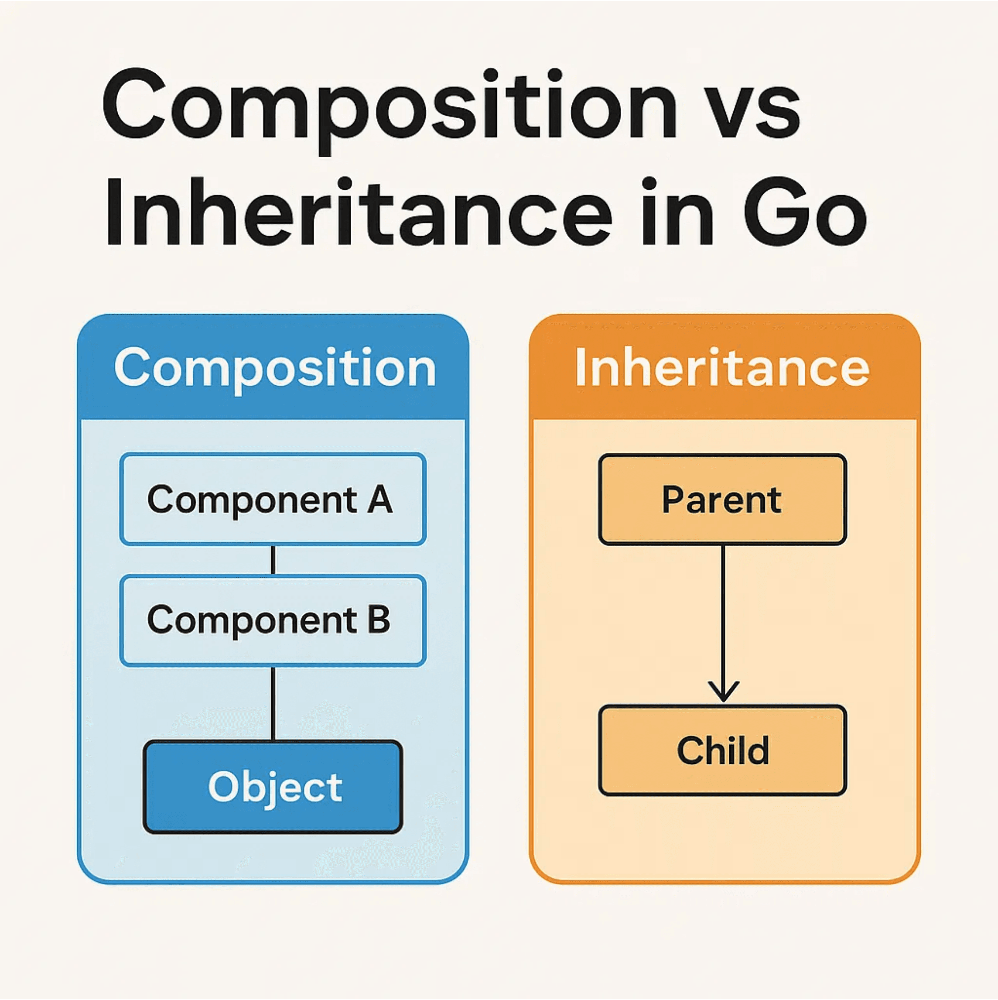 Composition vs
Inheritance in Go
Composition
Component A
Component B
Object
Inheritance
Parent
Child